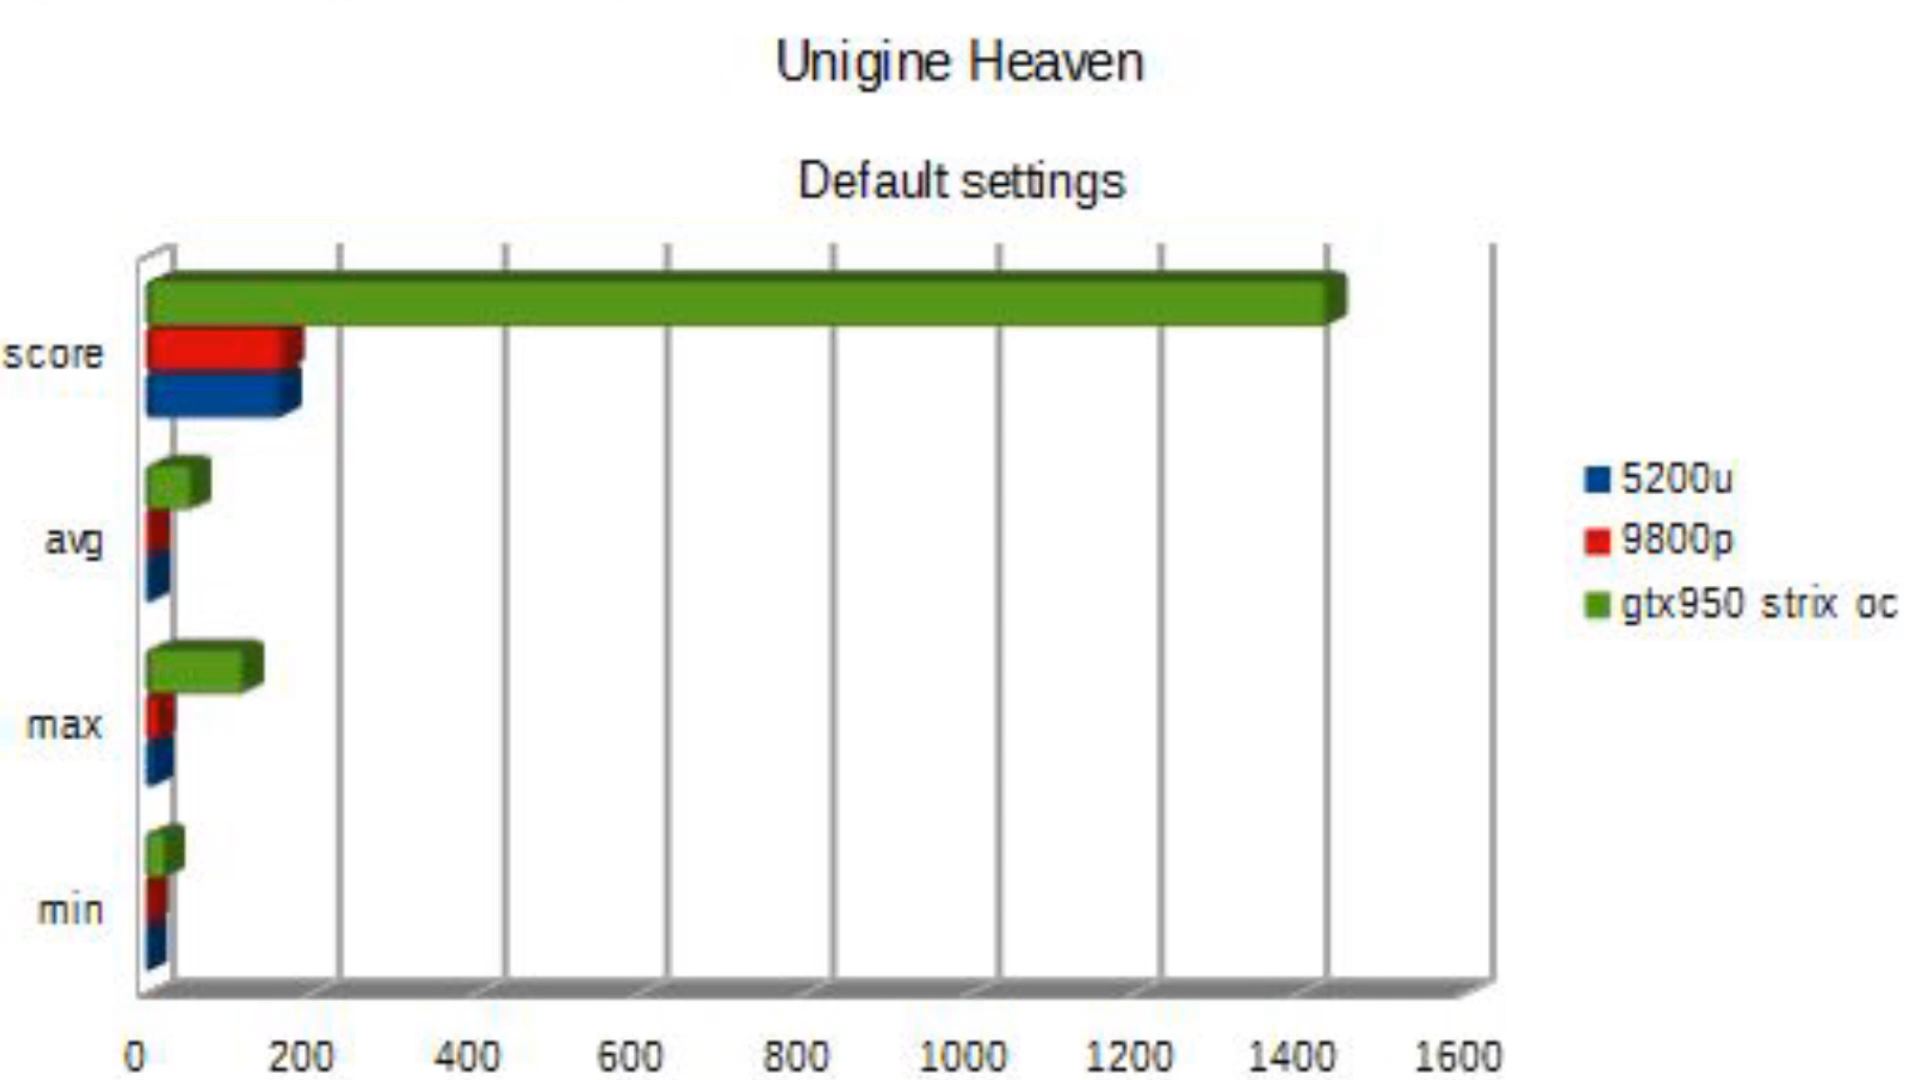 Unigine Heaven
Default settings
score
avg
max
min
5200u
9800p
gtx950 strix oc
0 200 400 600 800 1000 1200 1400 1600